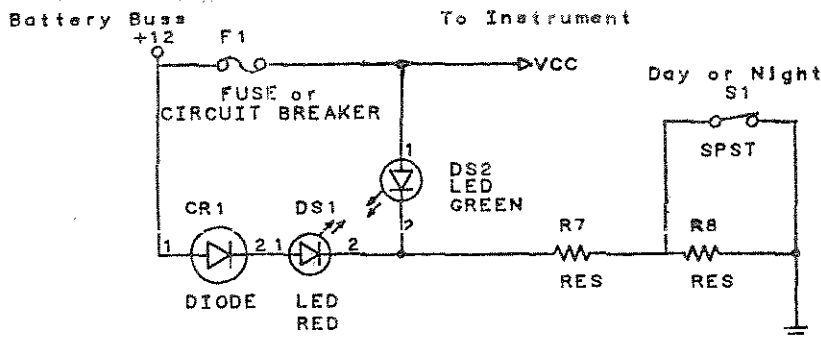 Battery Buss
+12
F1
To Instrument
VCC
FUSE or
CIRCUIT BREAKER
Day or Night
S1
SPST
1
DS2
LED
GREEN
2
CR1
DS1
1
2
1
2
R7
R8
DIODE
LED
RED
RES
RES